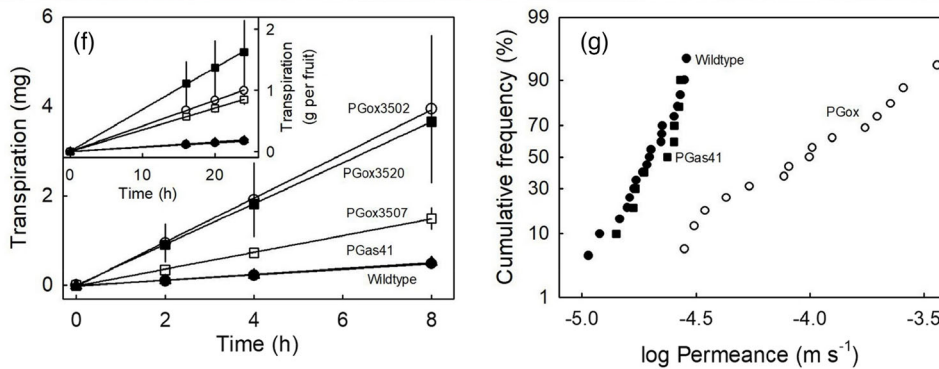 (f)
Transpiration (mg)
6
4
2
0
0 2 4 6 8
Time (h)
PGox3502
PGox3520
PGox3507
PGas41
Wildtype
2
1
0
Transpiration
(g per fruit)
0 10 20
Time (h)
(g)
Cumulative frequency (%)
99
90
70
50
30
10
1
-5.0 -4.5 -4.0 -3.5
log Permeance (m s⁻¹)
Wildtype
PGas41
PGox